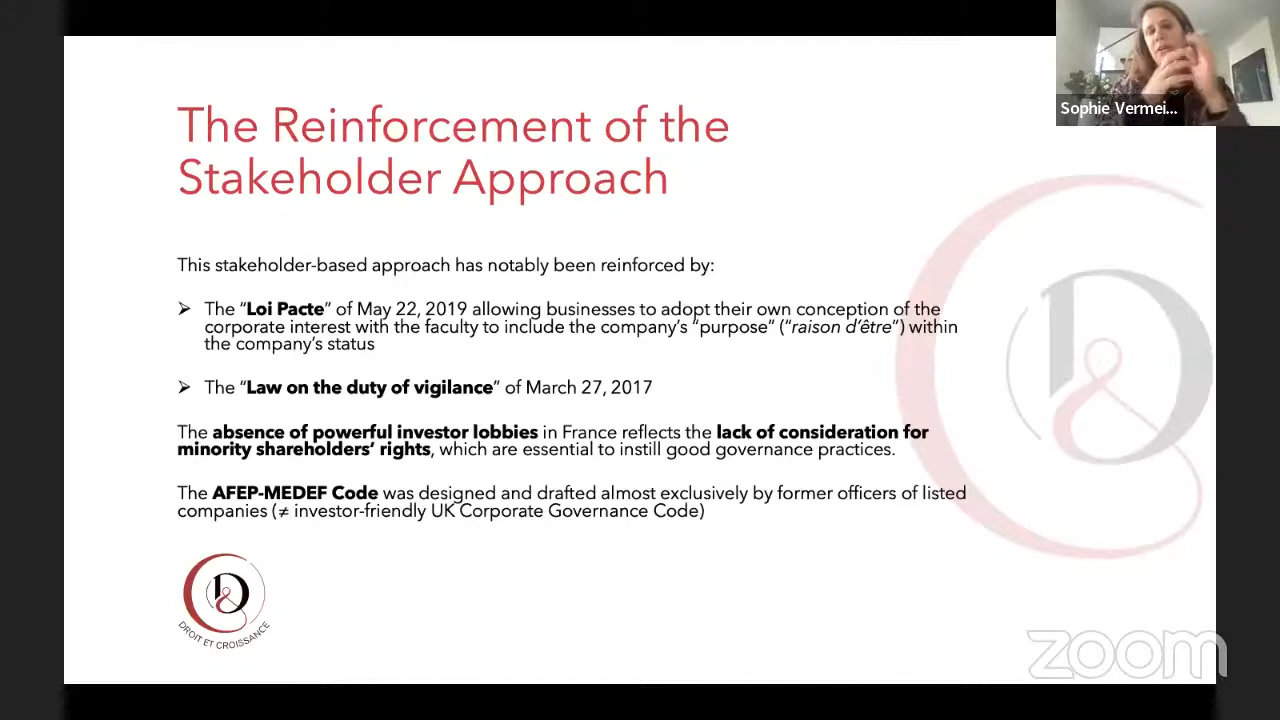 The Reinforcement of the
Stakeholder Approach
Sophie Vermei...
This stakeholder-based approach has notably been reinforced by:
➢ The “Loi Pacte” of May 22, 2019 allowing businesses to adopt their own conception of the
corporate interest with the faculty to include the company’s “purpose” (“raison d’être”) within
the company’s status
➢ The “Law on the duty of vigilance” of March 27, 2017
The absence of powerful investor lobbies in France reflects the lack of consideration for
minority shareholders’ rights, which are essential to instill good governance practices.
The AFEP-MEDEF Code was designed and drafted almost exclusively by former officers of listed
companies (≠ investor-friendly UK Corporate Governance Code)
D&C
DROIT ET CROISSANCE
zoom